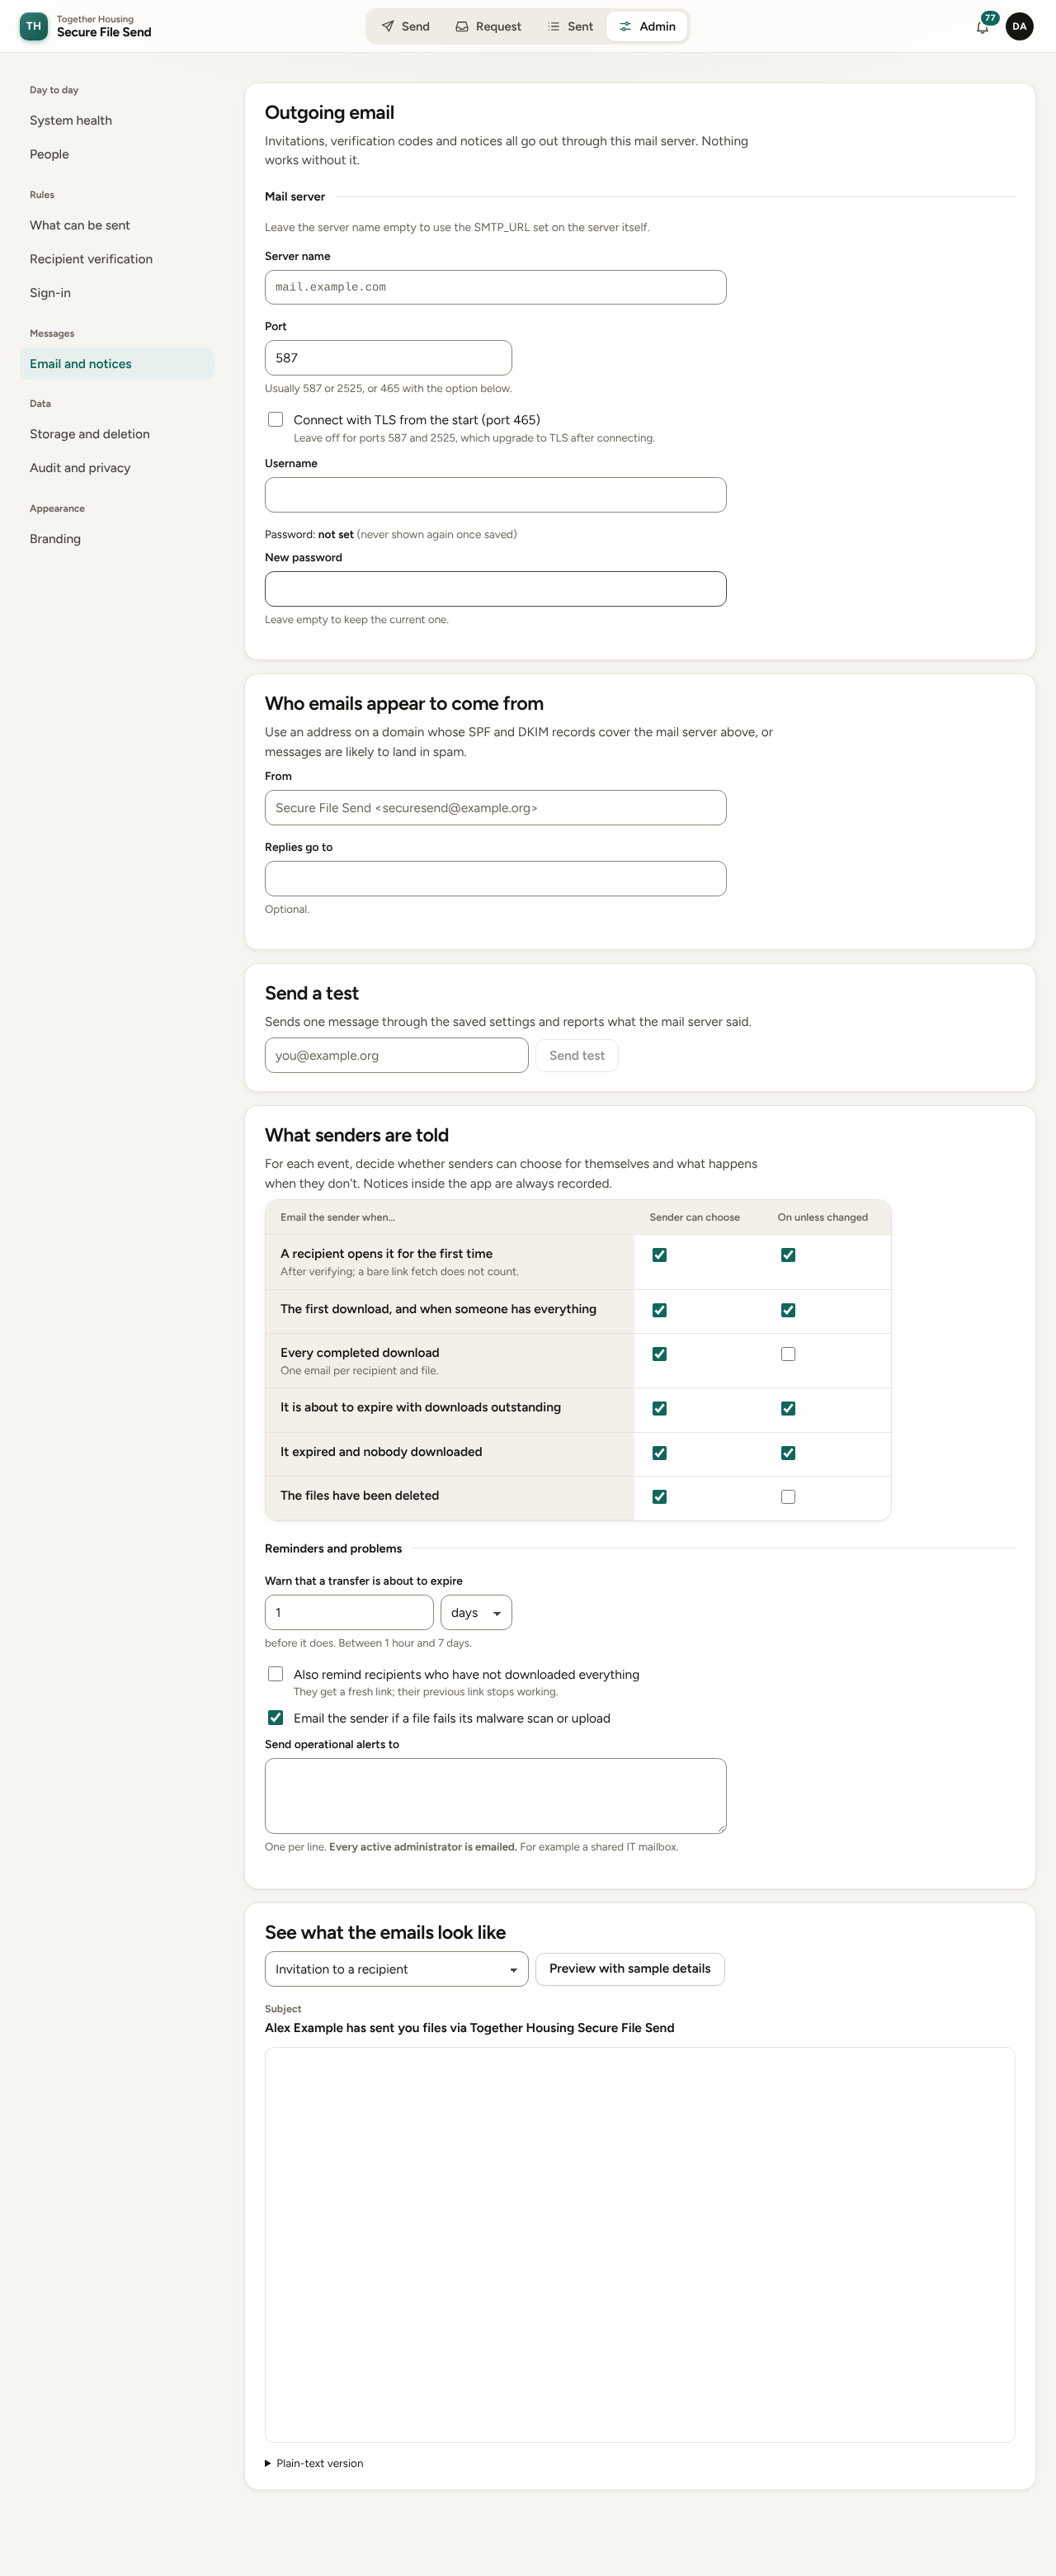 TH
Together Housing
Secure File Send
Send
Request
Sent
Admin
77
DA
Day to day
System health
People
Rules
What can be sent
Recipient verification
Sign-in
Messages
Email and notices
Data
Storage and deletion
Audit and privacy
Appearance
Branding
Outgoing email
Invitations, verification codes and notices all go out through this mail server. Nothing
works without it.
Mail server
Leave the server name empty to use the SMTP_URL set on the server itself.
Server name
mail.example.com
Port
587
Usually 587 or 2525, or 465 with the option below.
Connect with TLS from the start (port 465)
Leave off for ports 587 and 2525, which upgrade to TLS after connecting.
Username
Password: not set (never shown again once saved)
New password
Leave empty to keep the current one.
Who emails appear to come from
Use an address on a domain whose SPF and DKIM records cover the mail server above, or
messages are likely to land in spam.
From
Secure File Send <securesend@example.org>
Replies go to
Optional.
Send a test
Sends one message through the saved settings and reports what the mail server said.
you@example.org
Send test
What senders are told
For each event, decide whether senders can choose for themselves and what happens
when they don't. Notices inside the app are always recorded.
Email the sender when...
Sender can choose
On unless changed
A recipient opens it for the first time
After verifying; a bare link fetch does not count.
The first download, and when someone has everything
Every completed download
One email per recipient and file.
It is about to expire with downloads outstanding
It expired and nobody downloaded
The files have been deleted
Reminders and problems
Warn that a transfer is about to expire
1
days
before it does. Between 1 hour and 7 days.
Also remind recipients who have not downloaded everything
They get a fresh link; their previous link stops working.
Email the sender if a file fails its malware scan or upload
Send operational alerts to
One per line. Every active administrator is emailed. For example a shared IT mailbox.
See what the emails look like
Invitation to a recipient
Preview with sample details
Subject
Alex Example has sent you files via Together Housing Secure File Send
Plain-text version